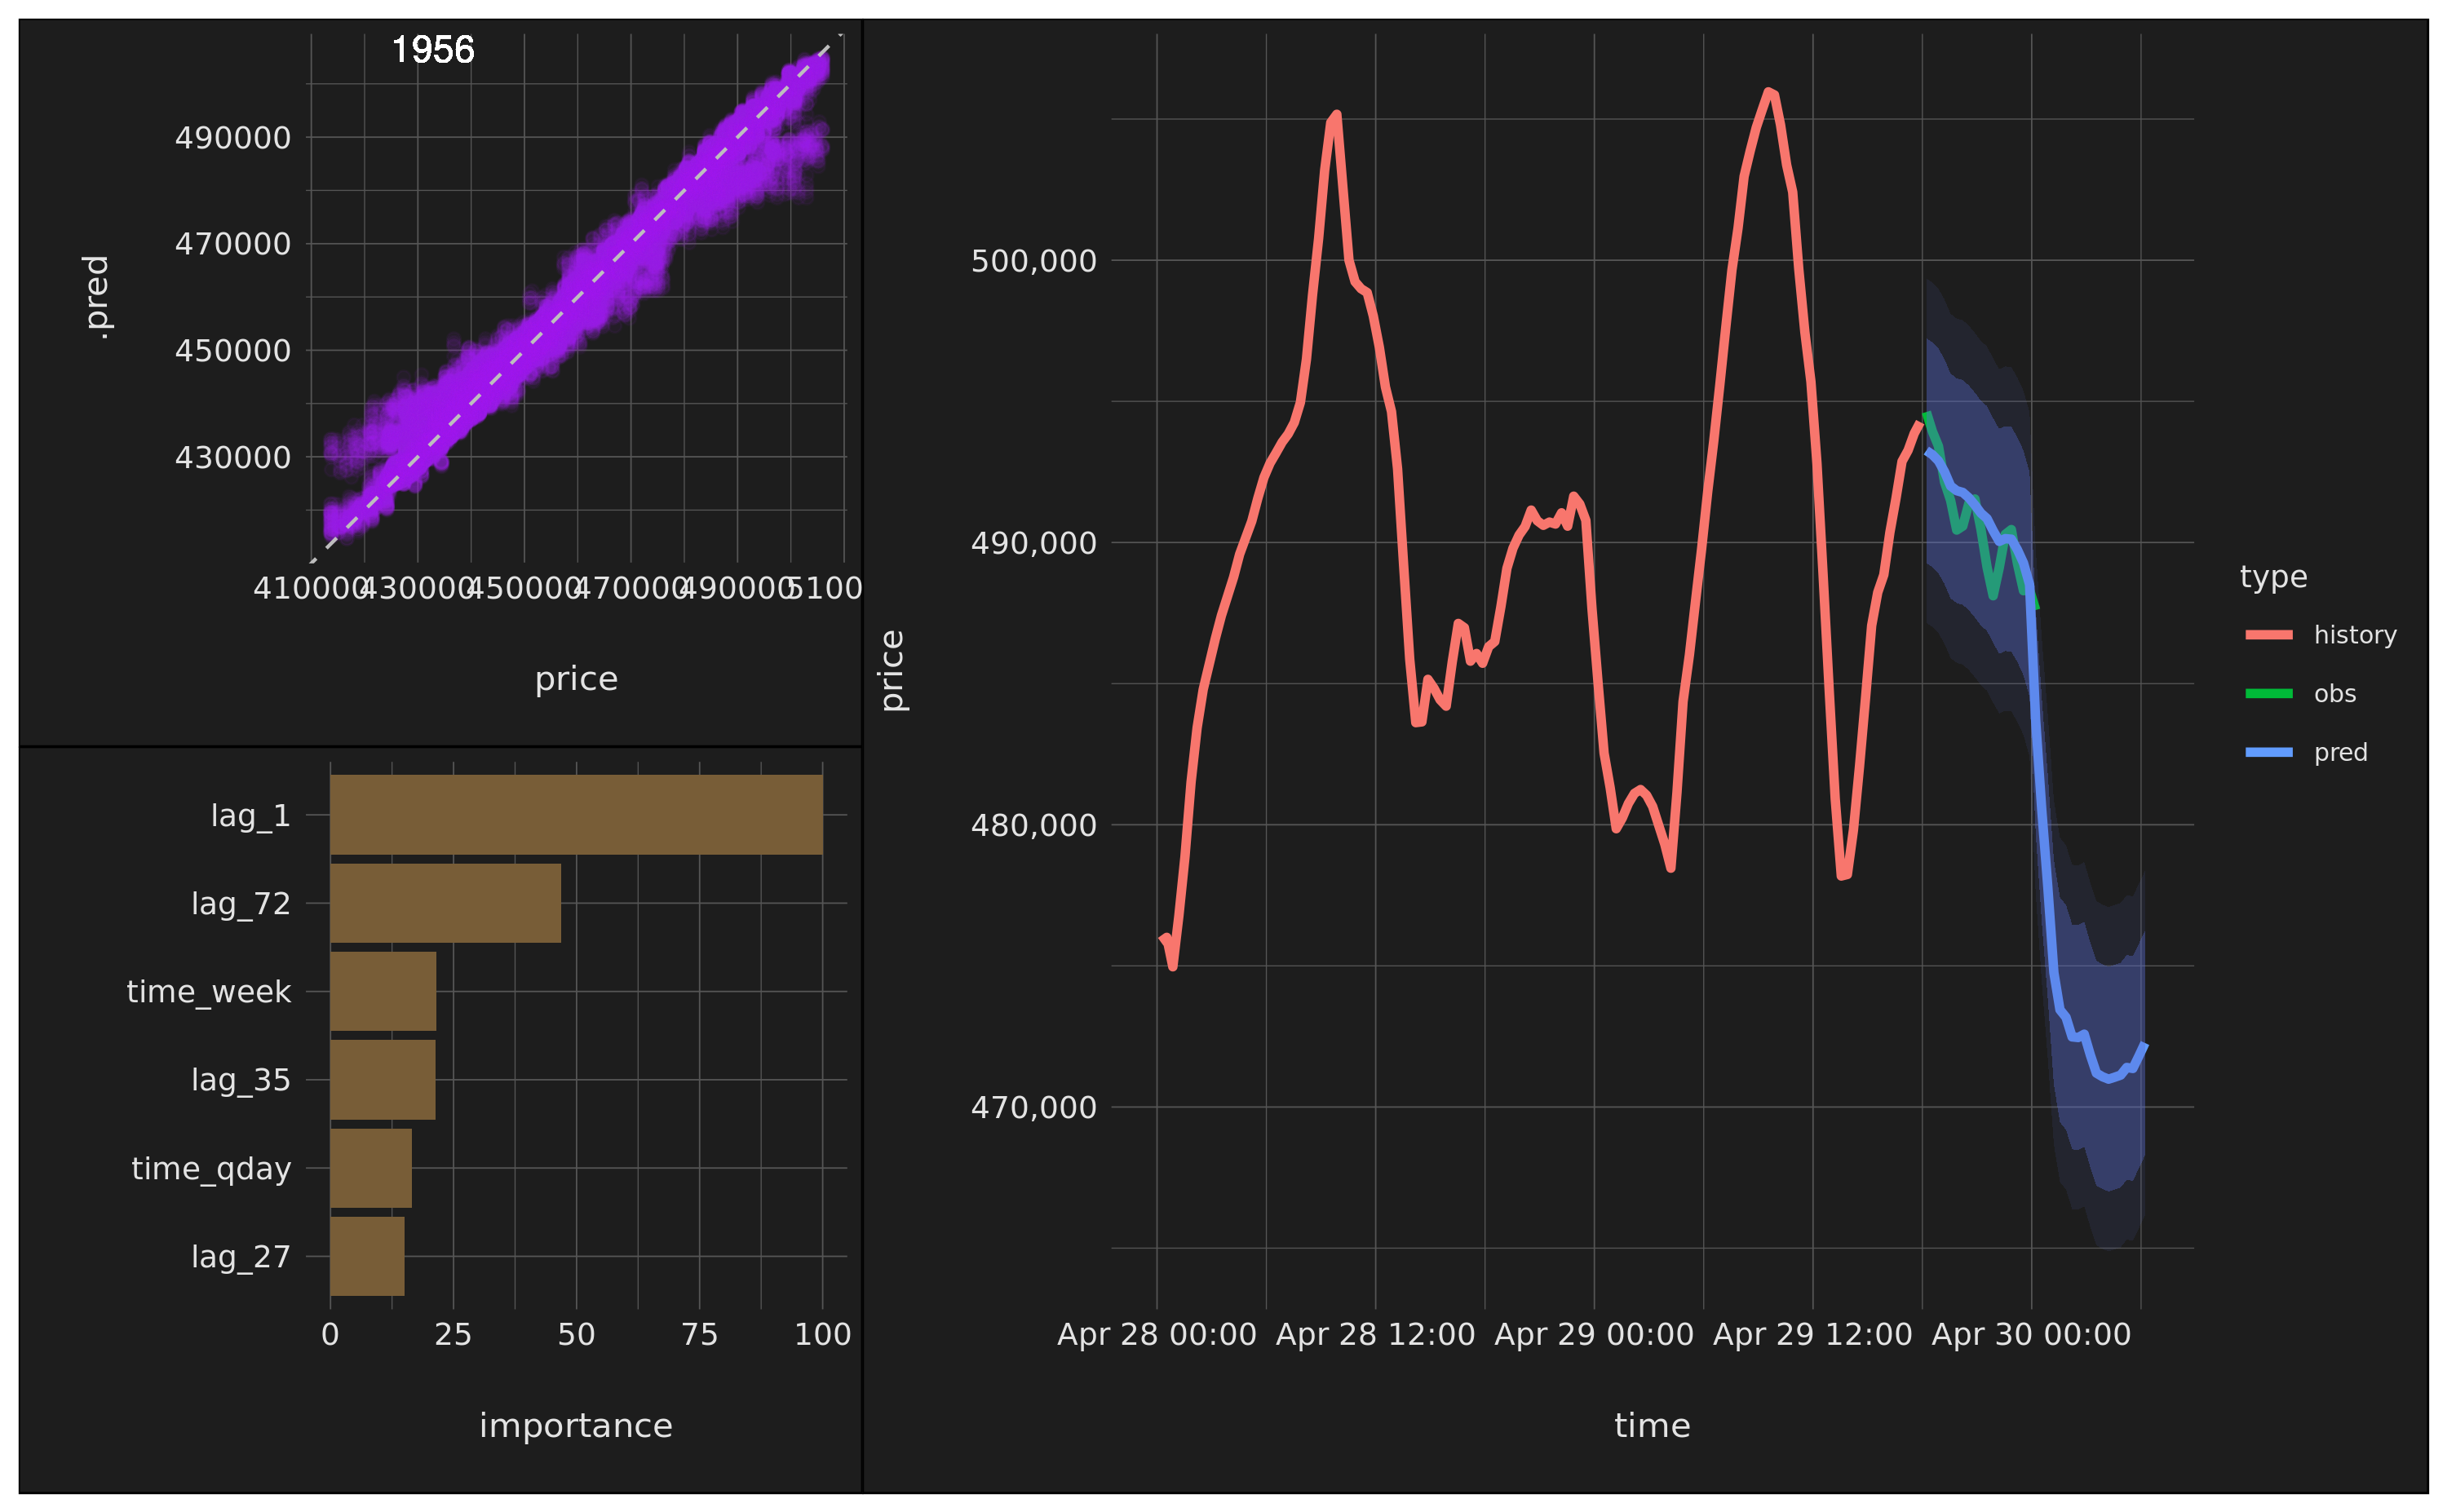 1956
.pred
490000
470000
450000
430000
410000 430000 450000 470000 490000 5100
price
lag_1
lag_72
time_week
lag_35
time_qday
lag_27
0 25 50 75 100
importance
price
500,000
490,000
480,000
470,000
Apr 28 00:00 Apr 28 12:00 Apr 29 00:00 Apr 29 12:00 Apr 30 00:00
time
type
history
obs
pred